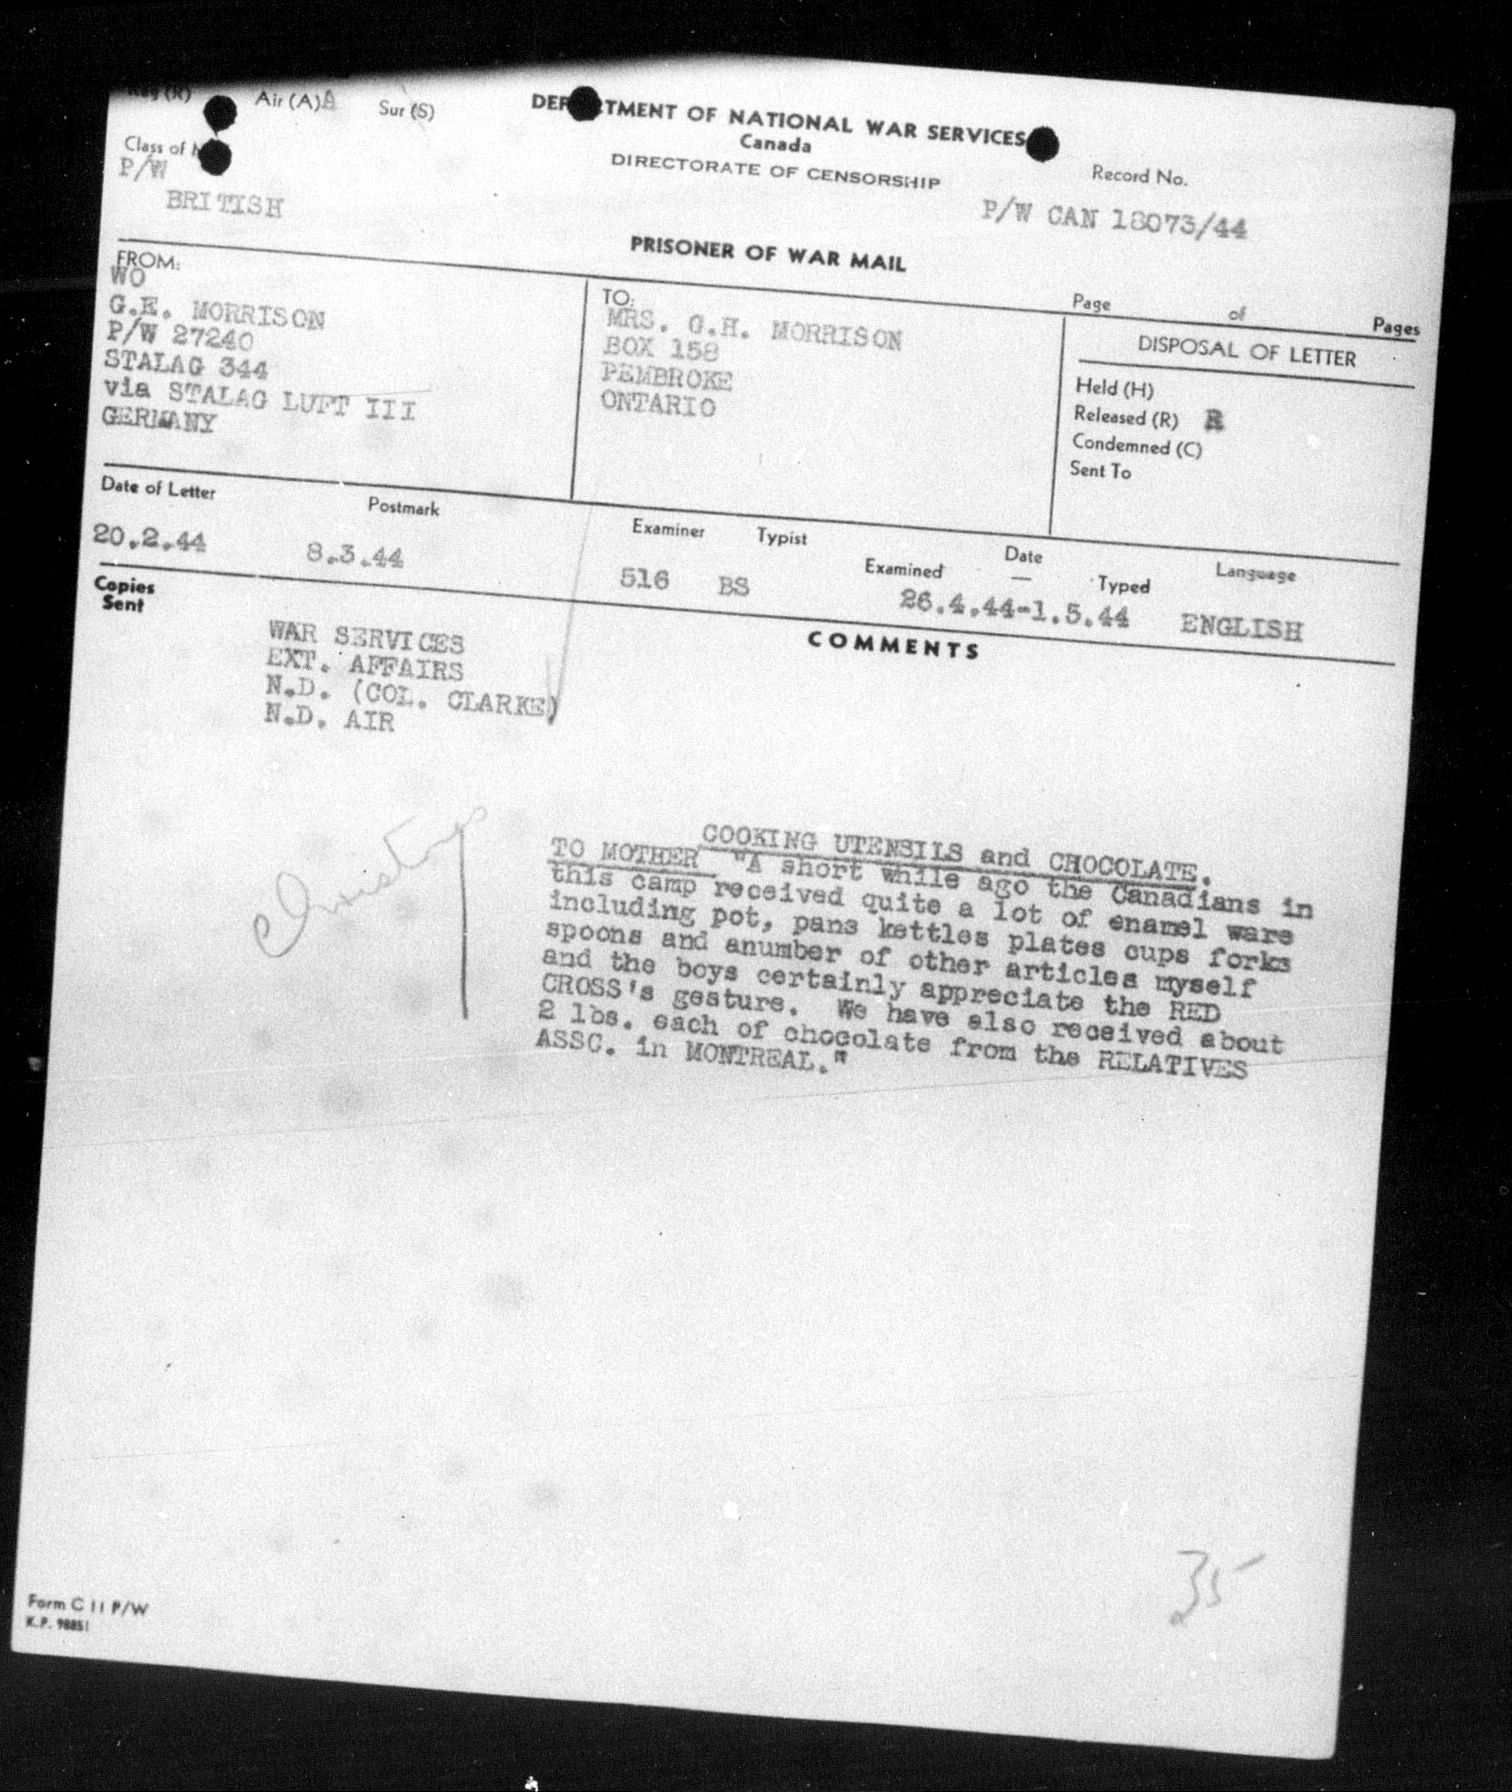 Reg (R) Air (A) A Sur (S)
DEPARTMENT OF NATIONAL WAR SERVICES
Canada
DIRECTORATE OF CENSORSHIP
Class of
P/W
BRITISH
Record No.
P/W CAN 18073/44
PRISONER OF WAR MAIL
Page of Pages
FROM:
WO
G.E. MORRISON
P/W 27240
STALAG 344
via STALAG LUFT III
GERMANY
TO:
MRS. G.H. MORRISON
BOX 158
PEMBROKE
ONTARIO
DISPOSAL OF LETTER
Held (H)
Released (R) R
Condemned (C)
Sent To
Date of Letter Postmark Examiner Typist Date Language
Examined — Typed
20.2.44 8.3.44 516 BS 26.4.44-1.5.44 ENGLISH
Copies
Sent
COMMENTS
WAR SERVICES
EXT. AFFAIRS
N.D. (COL. CLARKE)
N.D. AIR
COOKING UTENSILS and CHOCOLATE.
TO MOTHER "A short while ago the Canadians in
this camp received quite a lot of enamel ware
including pot, pans kettles plates cups forks
spoons and anumber of other articles myself
and the boys certainly appreciate the RED
CROSS's gesture. We have also received about
2 lbs. each of chocolate from the RELATIVES
ASSC. in MONTREAL."
35
Form C 11 P/W
K.P. 98851